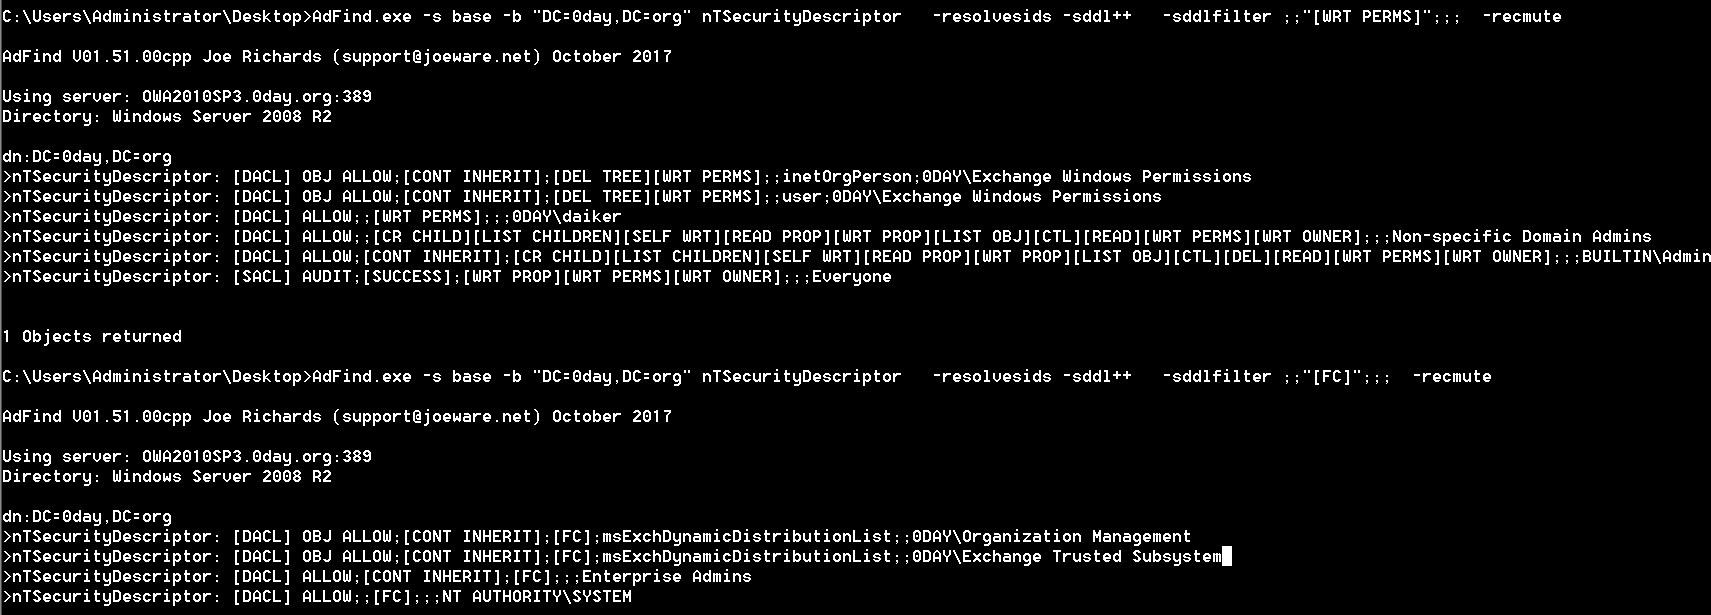 C:\Users\Administrator\Desktop>AdFind.exe -s base -b "DC=0day,DC=org" nTSecurityDescriptor   -resolvesids -sddl++   -sddlfilter ;;"[WRT PERMS]";;;  -recmute
AdFind V01.51.00cpp Joe Richards (support@joeware.net) October 2017
Using server: OWA2010SP3.0day.org:389
Directory: Windows Server 2008 R2
dn:DC=0day,DC=org
>nTSecurityDescriptor: [DACL] OBJ ALLOW;[CONT INHERIT];[DEL TREE][WRT PERMS];;inetOrgPerson;0DAY\Exchange Windows Permissions
>nTSecurityDescriptor: [DACL] OBJ ALLOW;[CONT INHERIT];[DEL TREE][WRT PERMS];;user;0DAY\Exchange Windows Permissions
>nTSecurityDescriptor: [DACL] ALLOW;;[WRT PERMS];;;0DAY\daiker
>nTSecurityDescriptor: [DACL] ALLOW;;[CR CHILD][LIST CHILDREN][SELF WRT][READ PROP][WRT PROP][LIST OBJ][CTL][READ][WRT PERMS][WRT OWNER];;;Non-specific Domain Admins
>nTSecurityDescriptor: [DACL] ALLOW;[CONT INHERIT];[CR CHILD][LIST CHILDREN][SELF WRT][READ PROP][WRT PROP][LIST OBJ][CTL][DEL][READ][WRT PERMS][WRT OWNER];;;BUILTIN\Admin
>nTSecurityDescriptor: [SACL] AUDIT;[SUCCESS];[WRT PROP][WRT PERMS][WRT OWNER];;;Everyone
1 Objects returned
C:\Users\Administrator\Desktop>AdFind.exe -s base -b "DC=0day,DC=org" nTSecurityDescriptor   -resolvesids -sddl++   -sddlfilter ;;"[FC]";;;  -recmute
AdFind V01.51.00cpp Joe Richards (support@joeware.net) October 2017
Using server: OWA2010SP3.0day.org:389
Directory: Windows Server 2008 R2
dn:DC=0day,DC=org
>nTSecurityDescriptor: [DACL] OBJ ALLOW;[CONT INHERIT];[FC];msExchDynamicDistributionList;;0DAY\Organization Management
>nTSecurityDescriptor: [DACL] OBJ ALLOW;[CONT INHERIT];[FC];msExchDynamicDistributionList;;0DAY\Exchange Trusted Subsystem
>nTSecurityDescriptor: [DACL] ALLOW;[CONT INHERIT];[FC];;;Enterprise Admins
>nTSecurityDescriptor: [DACL] ALLOW;;[FC];;;NT AUTHORITY\SYSTEM